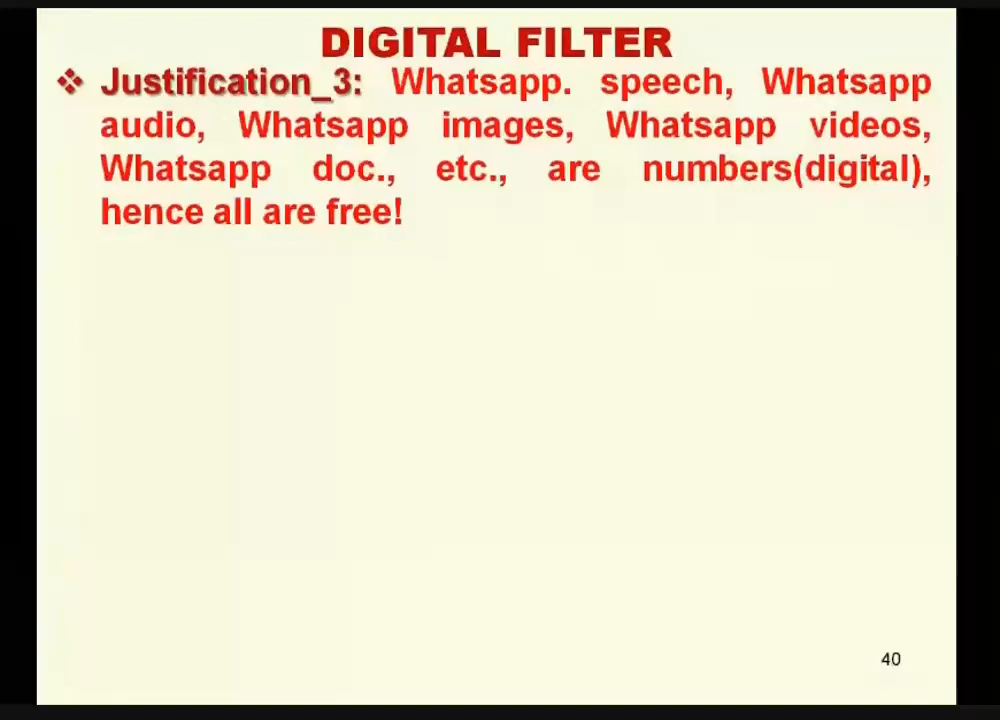 DIGITAL FILTER
❖ Justification_3: Whatsapp. speech, Whatsapp
audio, Whatsapp images, Whatsapp videos,
Whatsapp doc., etc., are numbers(digital),
hence all are free!
40